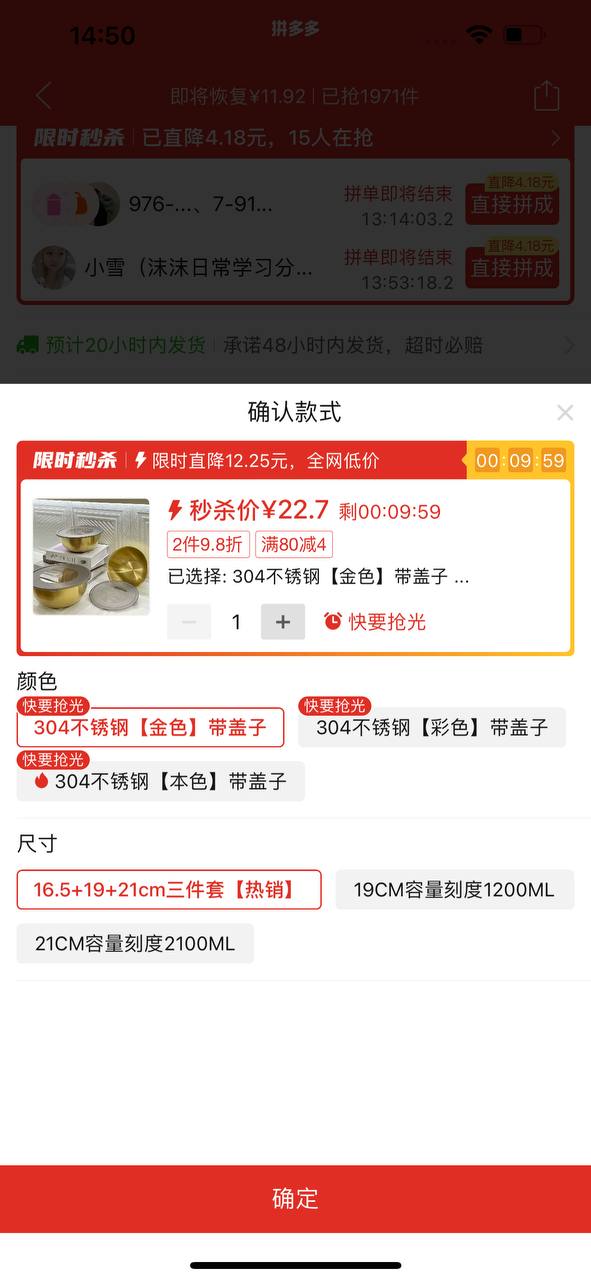 14:50
拼多多
即将恢复¥11.92 | 已抢1971件
限时秒杀 | 已直降4.18元，15人在抢
976-...、7-91...
拼单即将结束
13:14:03.2
直降4.18元
直接拼成
小雪（沫沫日常学习分...
拼单即将结束
13:53:18.2
直降4.18元
直接拼成
预计20小时内发货 | 承诺48小时内发货，超时必赔
确认款式
限时秒杀 | 限时直降12.25元，全网低价
00:09:59
秒杀价¥22.7 剩00:09:59
2件9.8折 满80减4
已选择: 304不锈钢【金色】带盖子 ...
1
快要抢光
颜色
快要抢光
304不锈钢【金色】带盖子
快要抢光
304不锈钢【彩色】带盖子
快要抢光
304不锈钢【本色】带盖子
尺寸
16.5+19+21cm三件套【热销】
19CM容量刻度1200ML
21CM容量刻度2100ML
确定